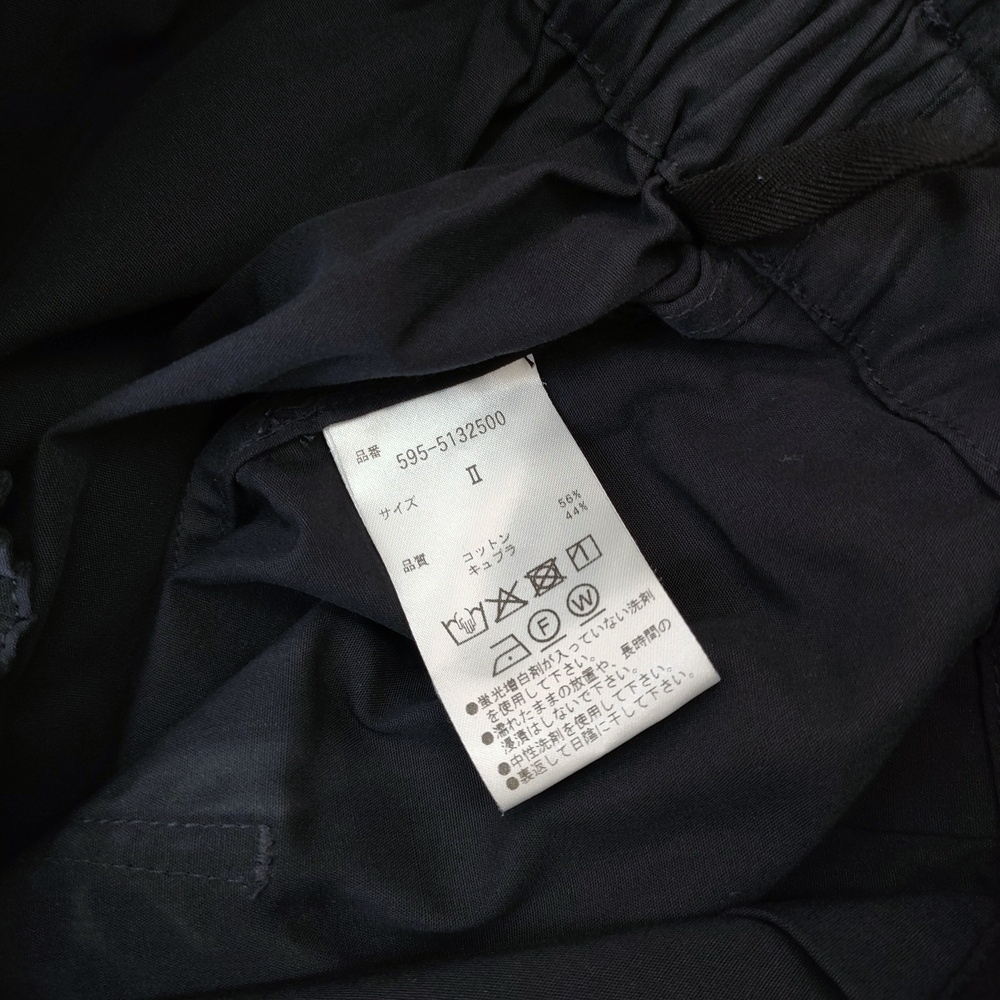 品番 595-5132500
サイズ Ⅱ
品質 コットン 56%
キュプラ 44%
F W
●蛍光増白剤が入っていない洗剤
を使用して下さい。
●濡れたままの放置や、長時間の
浸漬はしないで下さい。
●中性洗剤を使用して下さい。
●裏返して日陰に干して下さい。